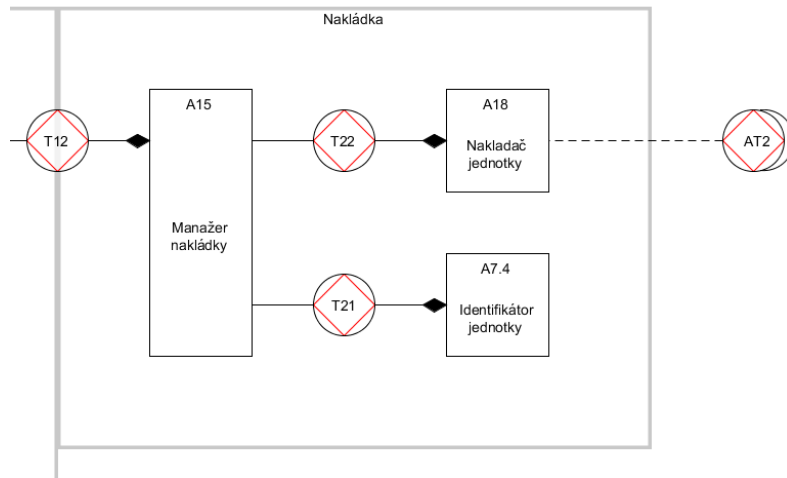 Nakládka
A15
A18
T12
T22
AT2
Nakladač
jednotky
Manažer
nakládky
A7.4
T21
Identifikátor
jednotky